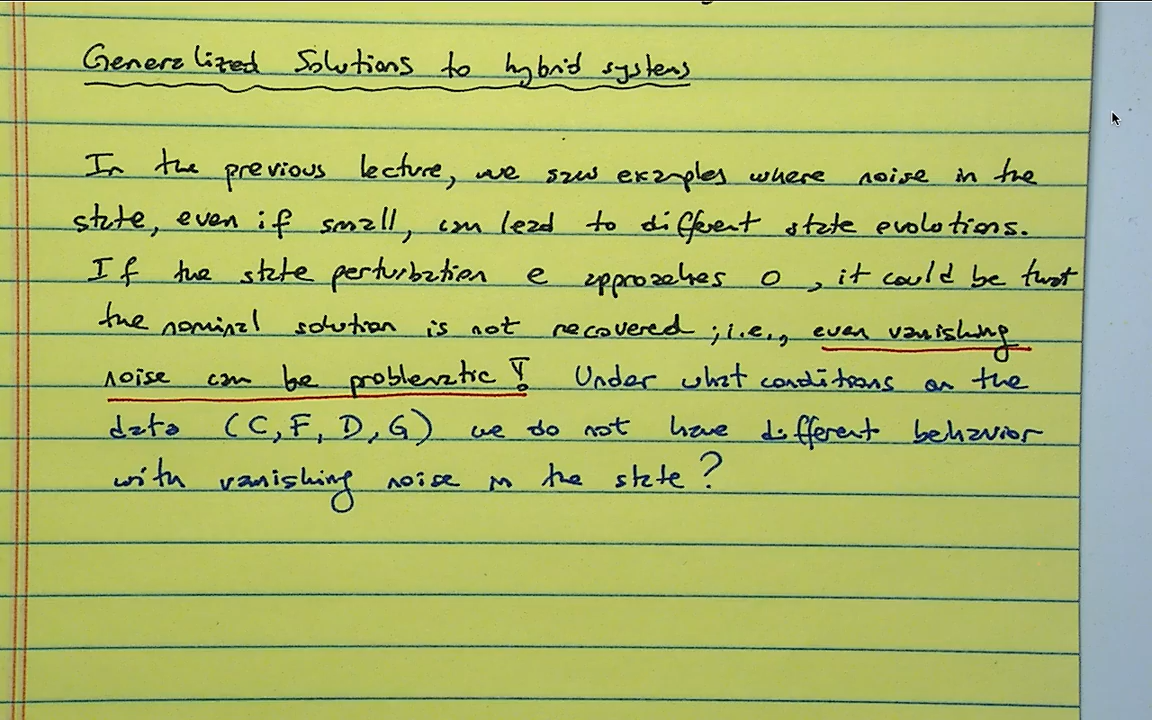 Generalized Solutions to hybrid systems
In the previous lecture, we saw examples where noise in the
state, even if small, can lead to different state evolutions.
If the state perturbation e approaches 0, it could be that
the nominal solution is not recovered; i.e., even vanishing
noise can be problematic! Under what conditions on the
data (C, F, D, G) we do not have different behavior
with vanishing noise in the state?